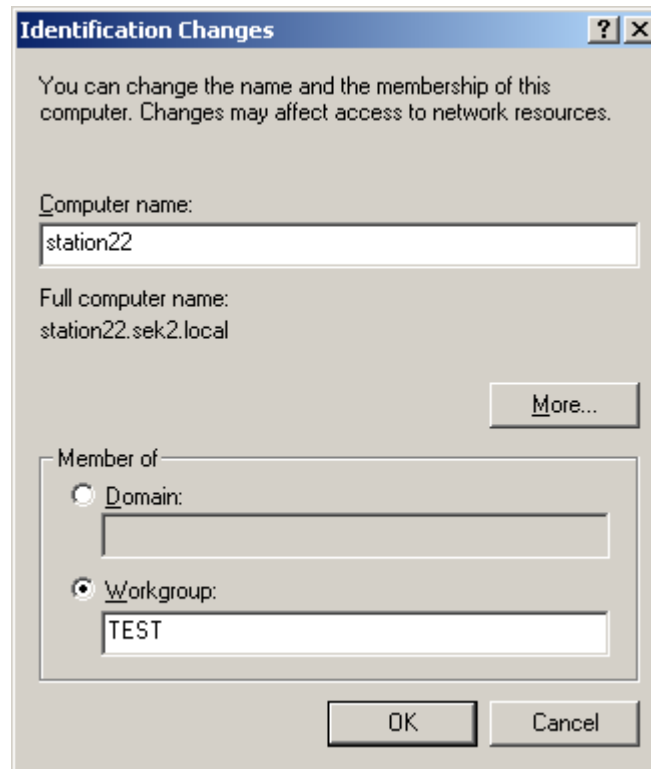 Identification Changes
You can change the name and the membership of this
computer. Changes may affect access to network resources.
Computer name:
station22
Full computer name:
station22.sek2.local
More...
Member of
Domain:
Workgroup:
TEST
OK
Cancel